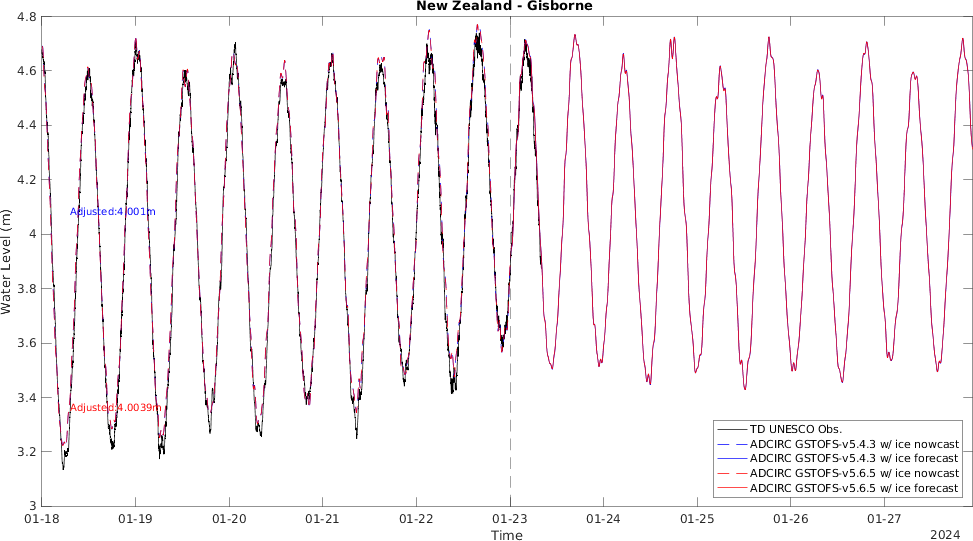 New Zealand - Gisborne
4.8
4.6
4.4
4.2
4
3.8
3.6
3.4
3.2
3
Water Level (m)
Adjusted:4.001m
Adjusted:4.0039m
TD UNESCO Obs.
ADCIRC GSTOFS-v5.4.3 w/ ice nowcast
ADCIRC GSTOFS-v5.4.3 w/ ice forecast
ADCIRC GSTOFS-v5.6.5 w/ ice nowcast
ADCIRC GSTOFS-v5.6.5 w/ ice forecast
01-18 01-19 01-20 01-21 01-22 01-23 01-24 01-25 01-26 01-27
Time
2024